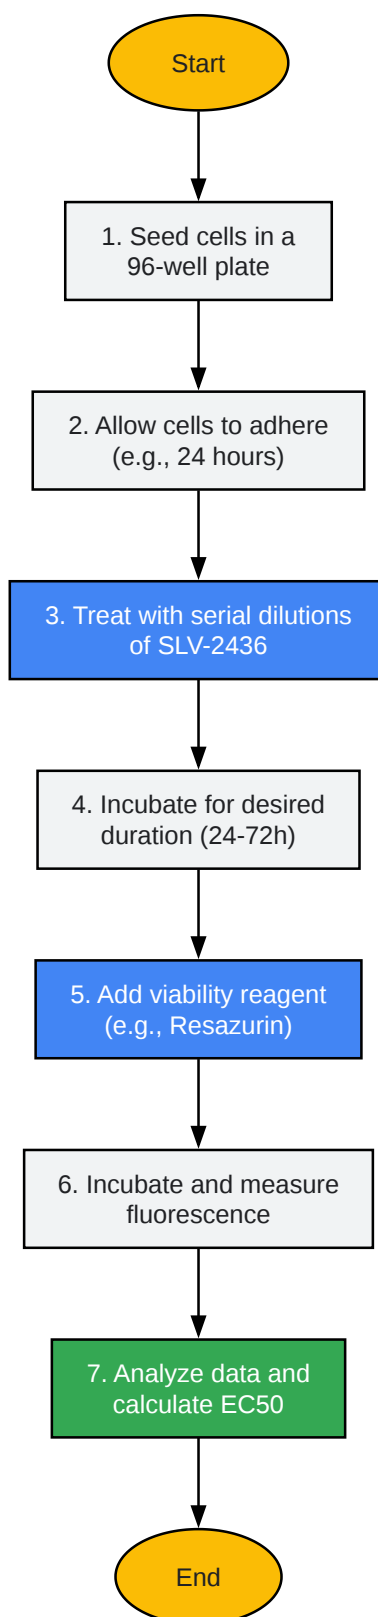 Start
1. Seed cells in a
96-well plate
2. Allow cells to adhere
(e.g., 24 hours)
3. Treat with serial dilutions
of SLV-2436
4. Incubate for desired
duration (24-72h)
5. Add viability reagent
(e.g., Resazurin)
6. Incubate and measure
fluorescence
7. Analyze data and
calculate EC50
End